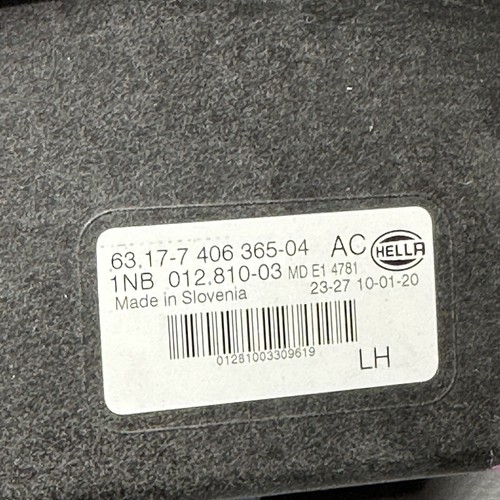 63.17-7 406 365-04 AC HELLA
1NB 012.810-03 MD E1 4781
Made in Slovenia 23-27 10-01-20
01281003309619
LH